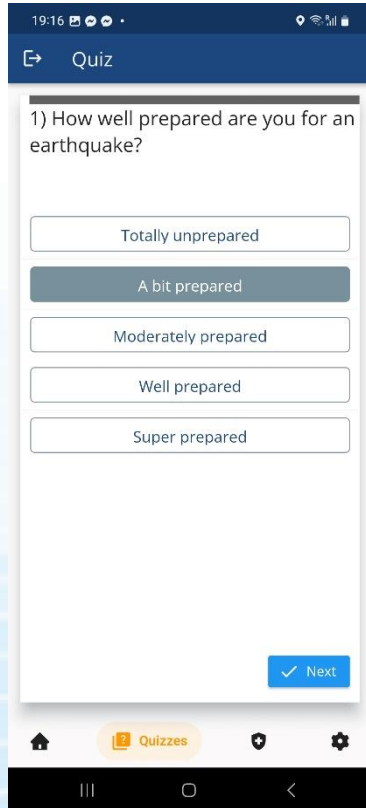 19:16
Quiz
1) How well prepared are you for an
earthquake?
Totally unprepared
A bit prepared
Moderately prepared
Well prepared
Super prepared
Next
Quizzes